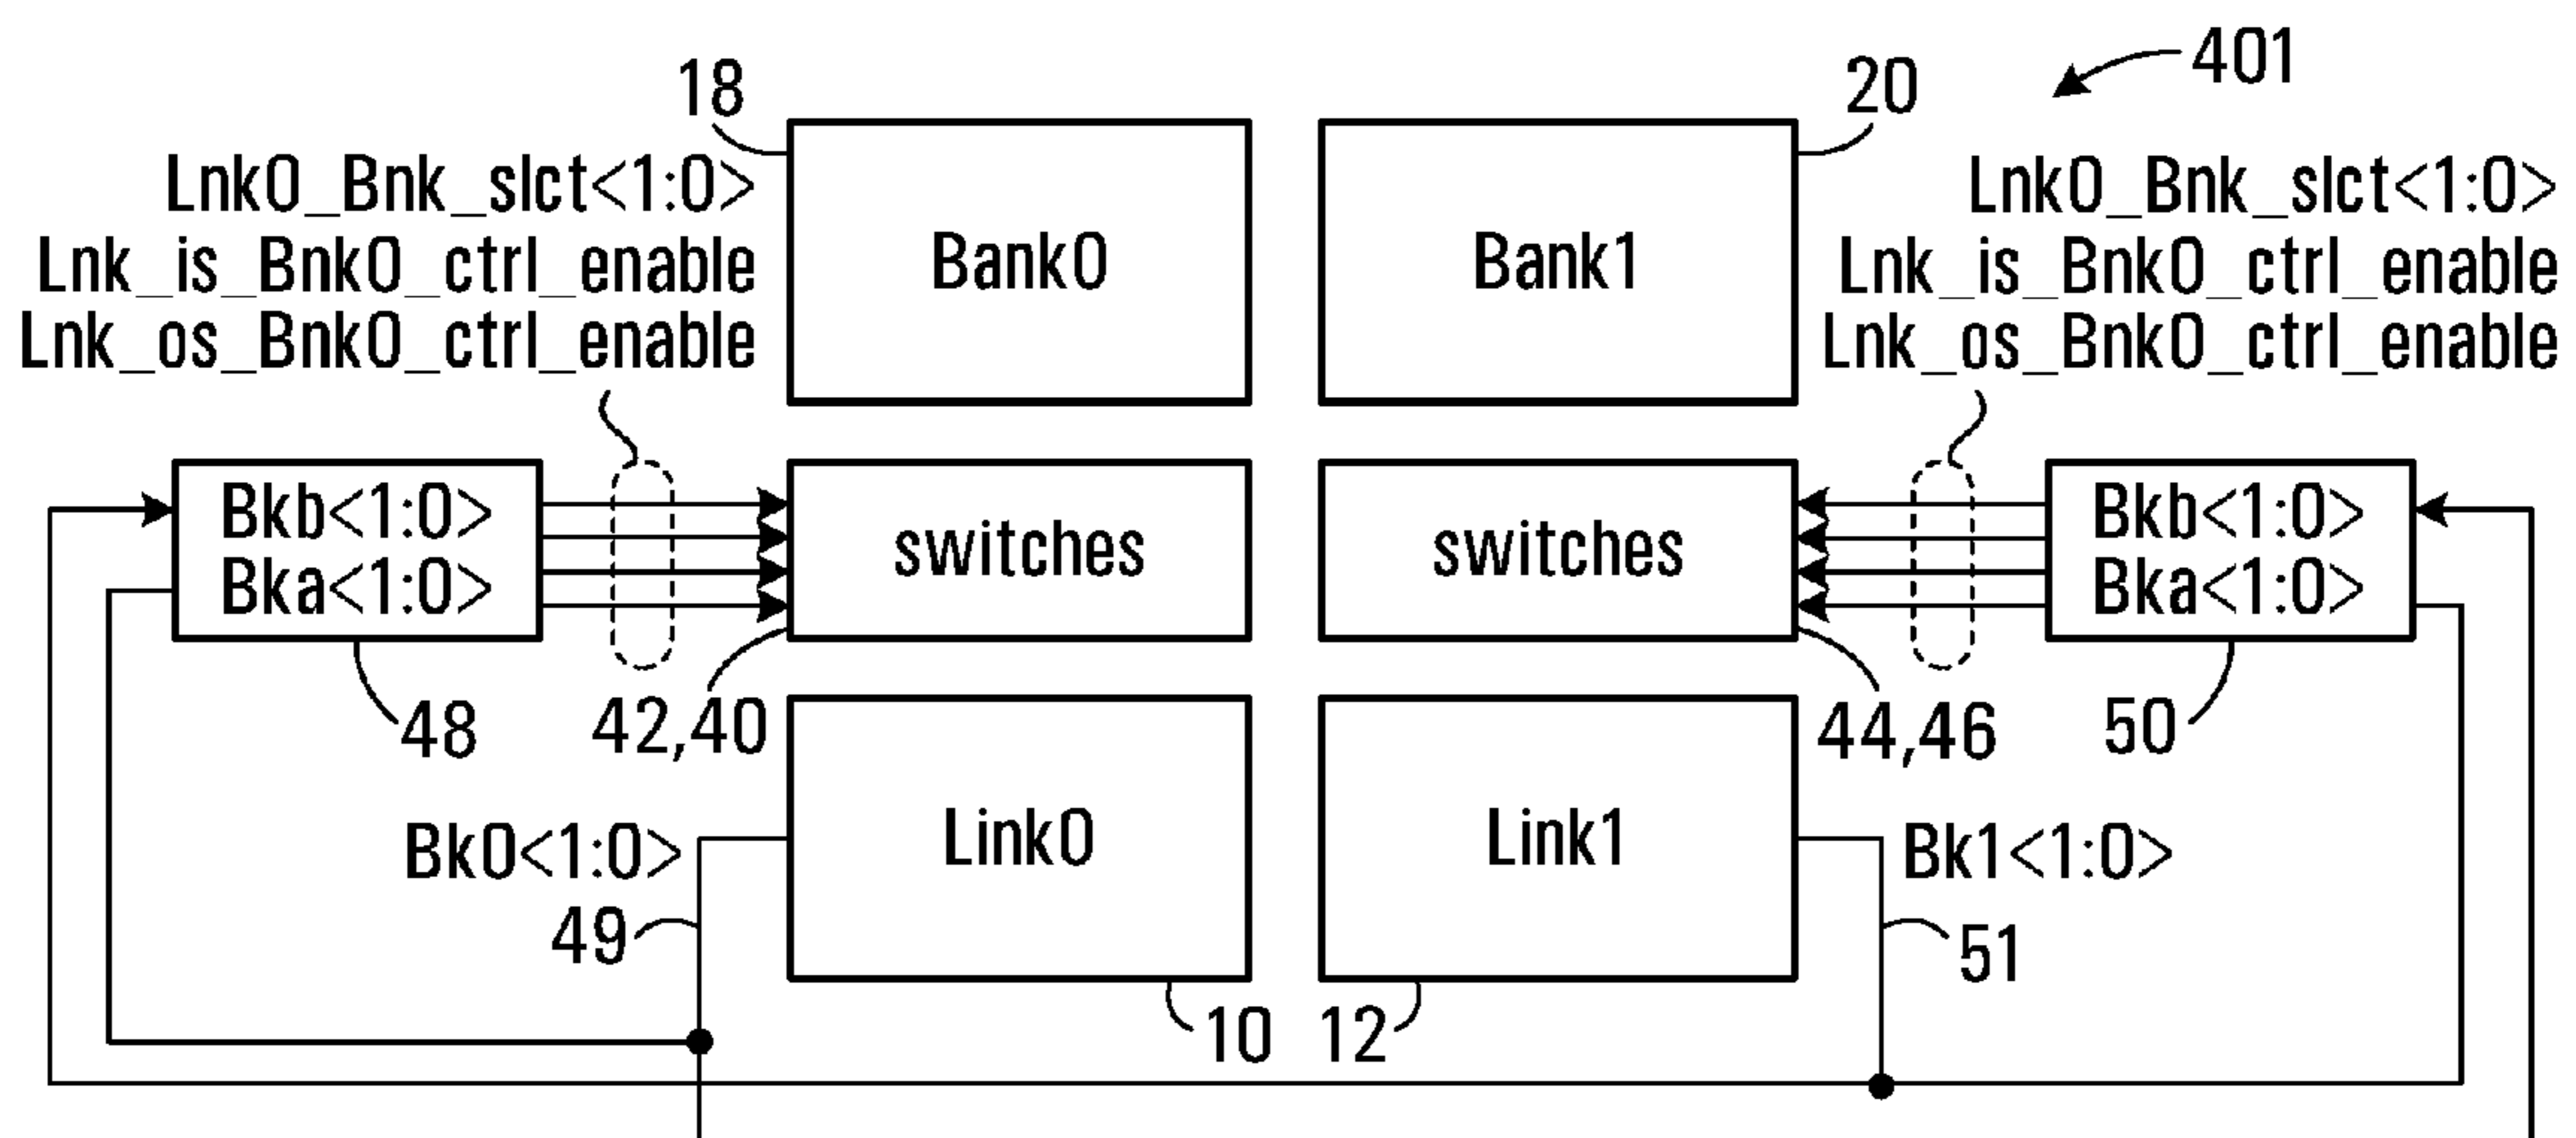 401
18
20
Lnk0_Bnk_slct<1:0>
Lnk_is_Bnk0_ctrl_enable
Lnk_os_Bnk0_ctrl_enable
Bank0
Bank1
Lnk0_Bnk_slct<1:0>
Lnk_is_Bnk0_ctrl_enable
Lnk_os_Bnk0_ctrl_enable
Bkb<1:0>
Bka<1:0>
switches
switches
Bkb<1:0>
Bka<1:0>
48
42,40
44,46
50
Bk0<1:0>
Link0
Link1
Bk1<1:0>
49
51
10
12